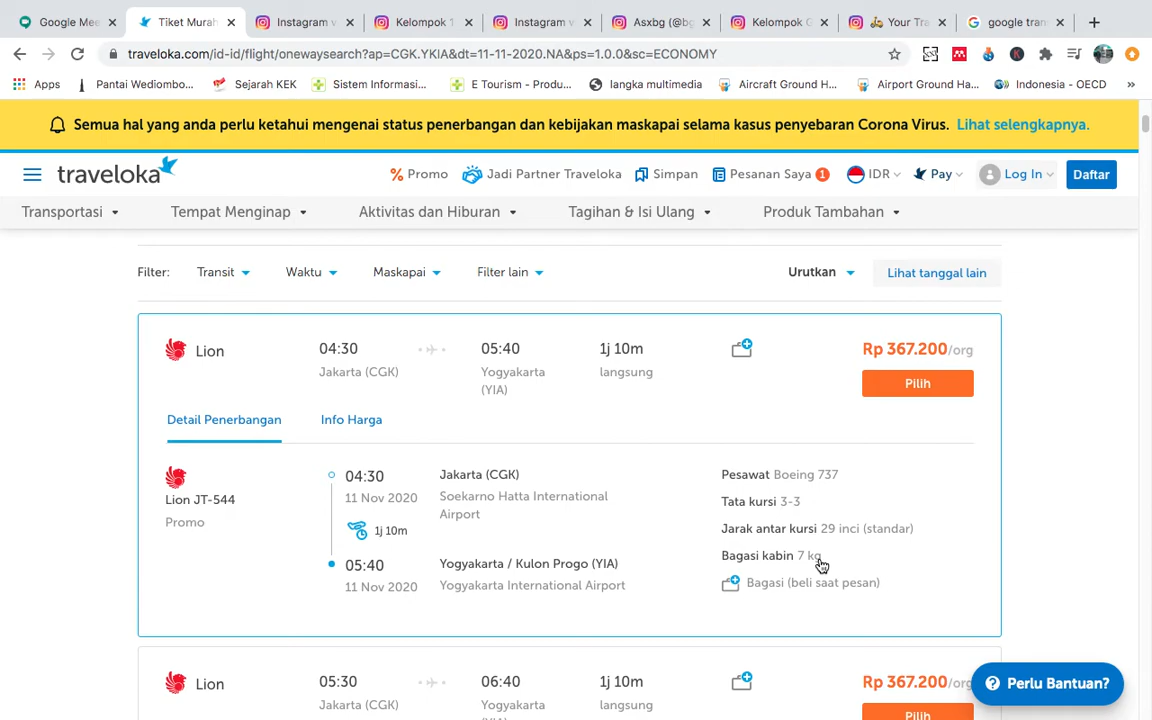 Google Mee
Tiket Murah
Instagram v
Kelompok 1
Instagram v
Asxbg (@bg
Kelompok G
Your Tra
google tran
traveloka.com/id-id/flight/onewaysearch?ap=CGK.YKIA&dt=11-11-2020.NA&ps=1.0.0&sc=ECONOMY
Apps
Pantai Wediombo...
Sejarah KEK
Sistem Informasi...
E Tourism - Produ...
langka multimedia
Aircraft Ground H...
Airport Ground Ha...
Indonesia - OECD
»
Semua hal yang anda perlu ketahui mengenai status penerbangan dan kebijakan maskapai selama kasus penyebaran Corona Virus. Lihat selengkapnya.
traveloka
% Promo
Jadi Partner Traveloka
Simpan
Pesanan Saya 1
IDR
Pay
Log In
Daftar
Transportasi
Tempat Menginap
Aktivitas dan Hiburan
Tagihan & Isi Ulang
Produk Tambahan
Filter:
Transit
Waktu
Maskapai
Filter lain
Urutkan
Lihat tanggal lain
Lion
04:30
05:40
1j 10m
Rp 367.200/org
Jakarta (CGK)
Yogyakarta
(YIA)
langsung
Pilih
Detail Penerbangan
Info Harga
Lion JT-544
Promo
04:30
11 Nov 2020
Jakarta (CGK)
Soekarno Hatta International
Airport
1j 10m
05:40
11 Nov 2020
Yogyakarta / Kulon Progo (YIA)
Yogyakarta International Airport
Pesawat Boeing 737
Tata kursi 3-3
Jarak antar kursi 29 inci (standar)
Bagasi kabin 7 kg
Bagasi (beli saat pesan)
Lion
05:30
06:40
1j 10m
Rp 367.200/org
Jakarta (CGK)
Yogyakarta
langsung
Pilih
Perlu Bantuan?